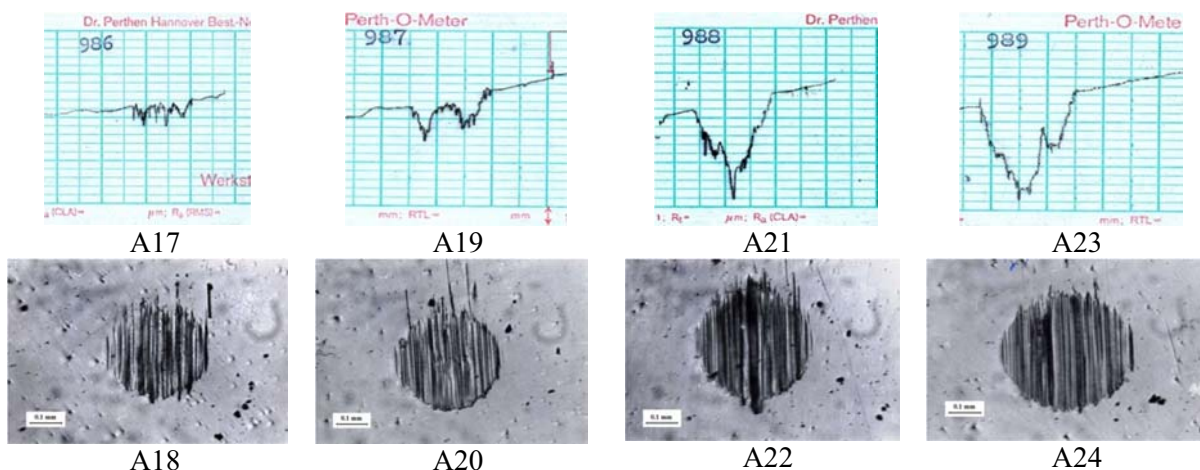 Dr. Perthen Hannover Best.-N
986
Werkst
(CLA)— µm; Rs (RMS)—
A17
Perth-O-Meter
987
mm; RTL— mm
A19
Dr. Perthen
988
µm; Ra (CLA)—
A21
Perth-O-Mete
989
mm; RTL—
A23
0.1 mm
A18
0.1 mm
A20
0.1 mm
A22
0.1 mm
A24